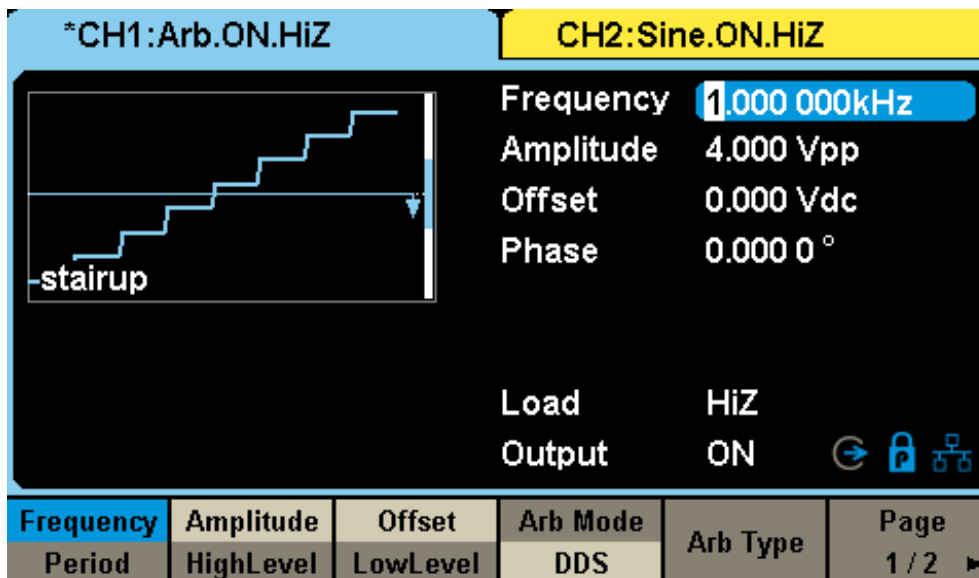 *CH1:Arb.ON.HiZ
CH2:Sine.ON.HiZ
Frequency 1.000 000kHz
Amplitude 4.000 Vpp
Offset 0.000 Vdc
Phase 0.000 0 °
stairup
Load HiZ
Output ON
P
Frequency Amplitude Offset Arb Mode Arb Type Page
Period HighLevel LowLevel DDS 1 / 2